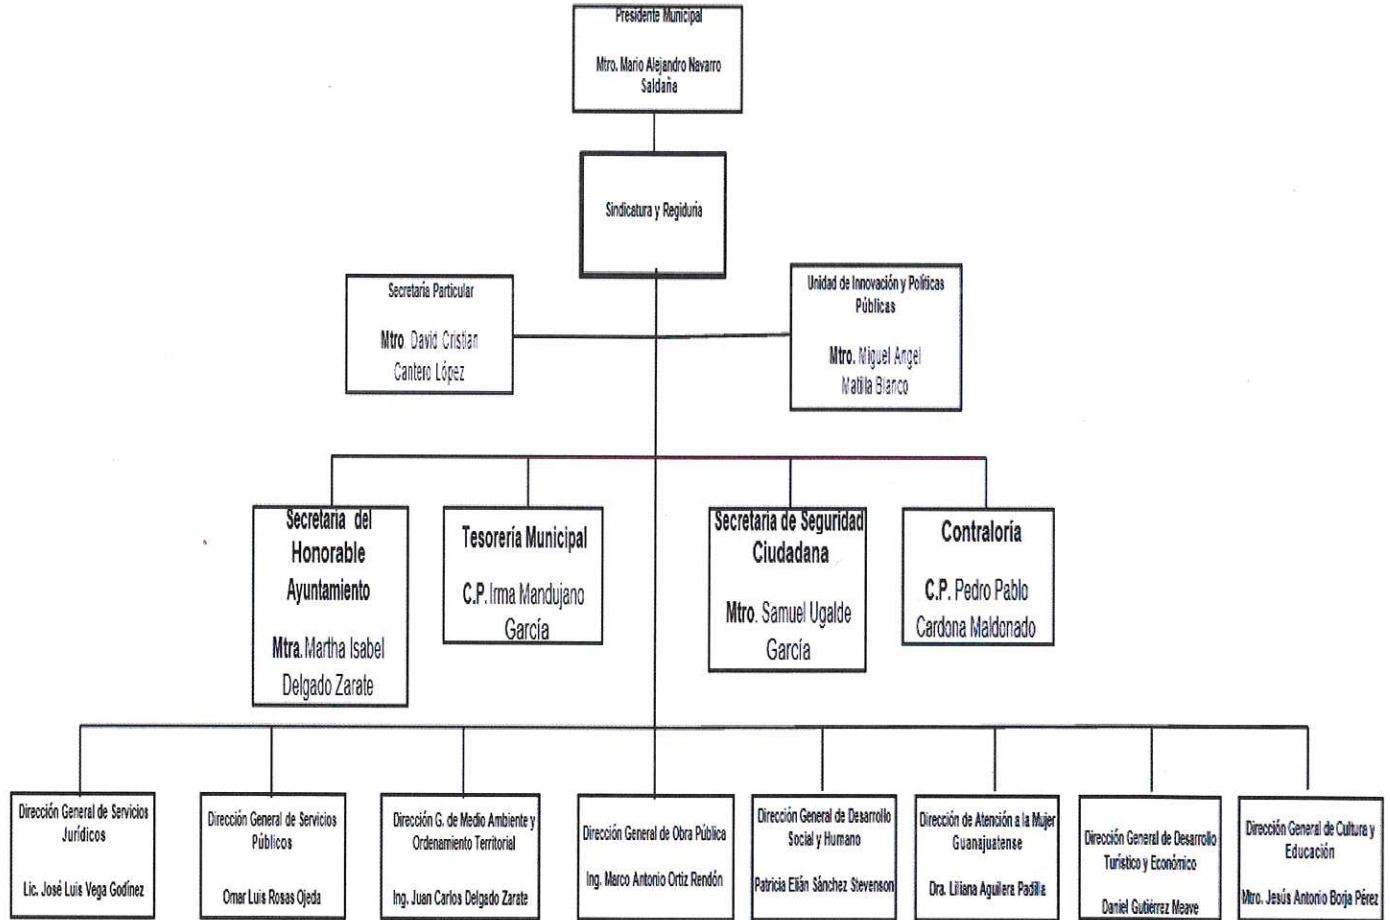 Presidente Municipal
Mtro. Mario Alejandro Navarro
Saldaña
Sindicatura y Regiduría
Secretaría Particular
Mtro. David Cristian
Cantero López
Unidad de Innovación y Políticas
Públicas
Mtro. Miguel Angel
Matilla Blanco
Secretaria del
Honorable
Ayuntamiento
Mtra. Martha Isabel
Delgado Zarate
Tesorería Municipal
C.P. Irma Mandujano
García
Secretaria de Seguridad
Ciudadana
Mtro. Samuel Ugalde
García
Contraloría
C.P. Pedro Pablo
Cardona Maldonado
Dirección General de Servicios
Jurídicos
Lic. José Luis Vega Godínez
Dirección General de Servicios
Públicos
Omar Luis Rosas Ojeda
Dirección G. de Medio Ambiente y
Ordenamiento Territorial
Ing. Juan Carlos Delgado Zarate
Dirección General de Obra Pública
Ing. Marco Antonio Ortiz Rendón
Dirección General de Desarrollo
Social y Humano
Patricia Elián Sánchez Stevenson
Dirección de Atención a la Mujer
Guanajuatense
Dra. Liliana Aguilera Padilla
Dirección General de Desarrollo
Turístico y Económico
Daniel Gutiérrez Meave
Dirección General de Cultura y
Educación
Mtro. Jesús Antonio Borja Pérez